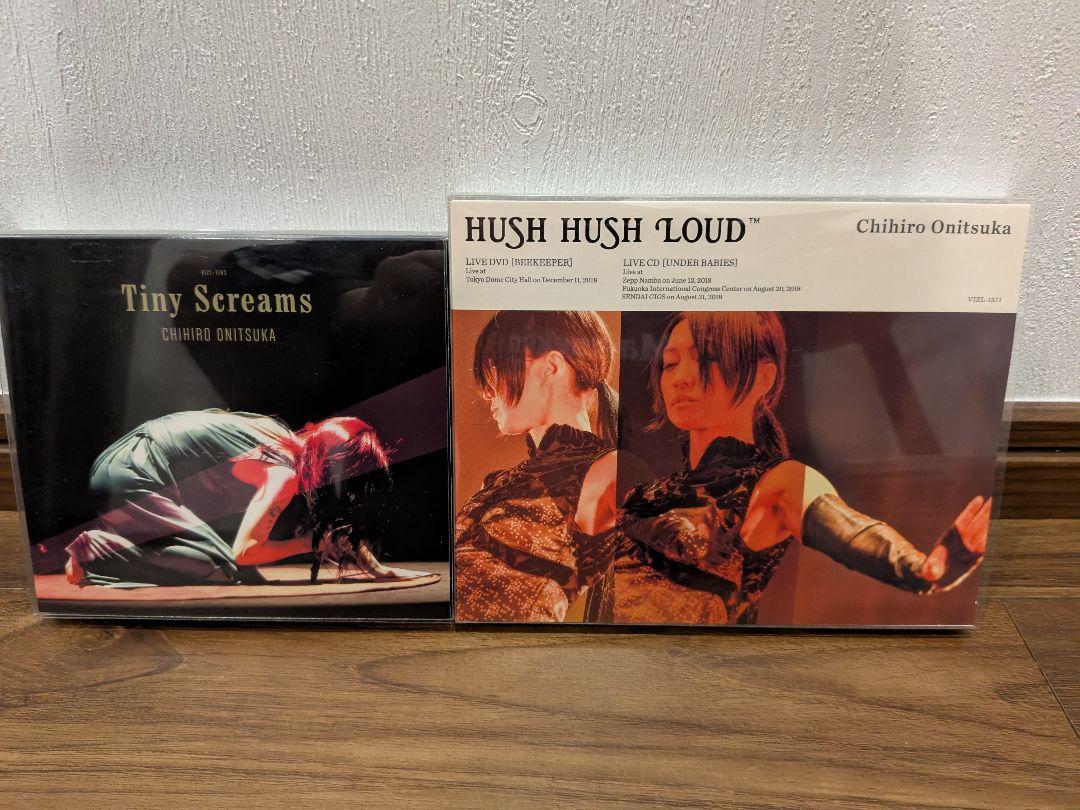 VIZL-1193
Tiny Screams
CHIHIRO ONITSUKA
HUSH HUSH LOUD™
Chihiro Onitsuka
LIVE DVD [BEEKEEPER]
Live at
Tokyo Dome City Hall on December 11, 2018
LIVE CD [UNDER BABIES]
Live at
Zepp Namba on June 13, 2018
Fukuoka International Congress Center on August 20, 2018
SENDAI GIGS on August 31, 2018
VIZL-1571